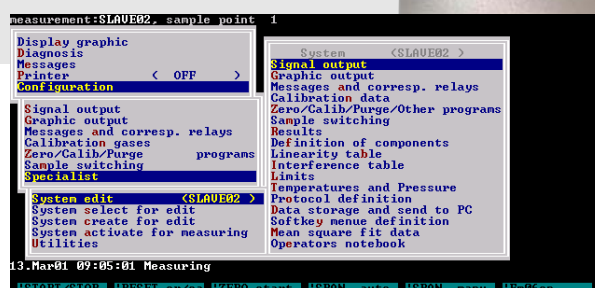 measurement:SLAVE02, sample point  1
Display graphic
Diagnosis
Messages
Printer < OFF >
Configuration
Signal output
Graphic output
Messages and corresp. relays
Calibration gases
Zero/Calib/Purge programs
Sample switching
Specialist
System edit <SLAVE02 >
System select for edit
System create for edit
System activate for measuring
Utilities
System <SLAVE02 >
Signal output
Graphic output
Messages and corresp. relays
Calibration data
Zero/Calib/Purge/Other programs
Sample switching
Results
Definition of components
Linearity table
Interference table
Limits
Temperatures and Pressure
Protocol definition
Data storage and send to PC
Softkey menue definition
Mean square fit data
Operators notebook
13.Mar01 09:05:01 Measuring